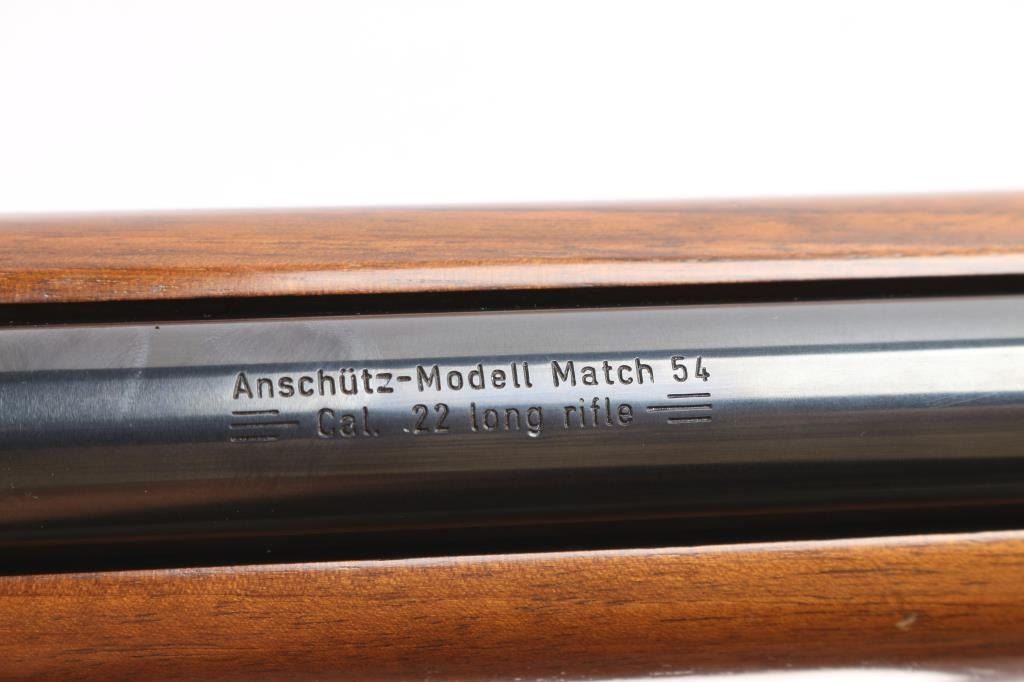 Anschütz-Modell Match 54
Cal. .22 long rifle